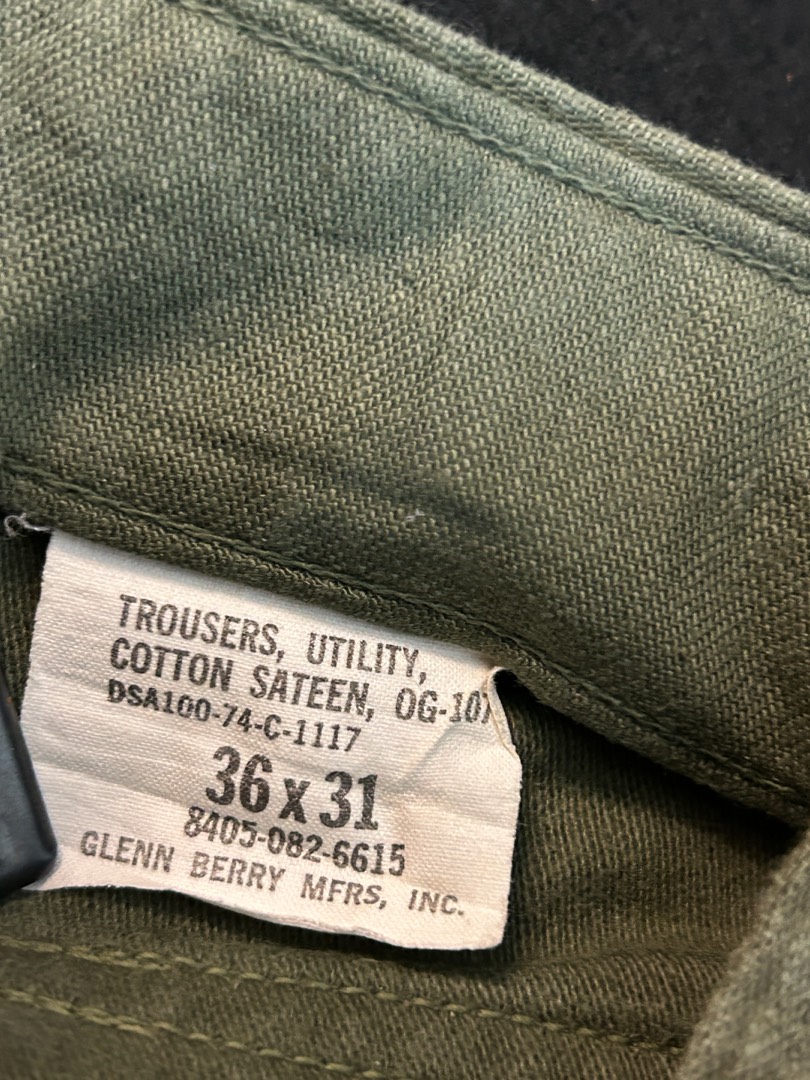 TROUSERS, UTILITY,
COTTON SATEEN, OG-107
DSA100-74-C-1117
36 x 31
8405-082-6615
GLENN BERRY MFRS, INC.